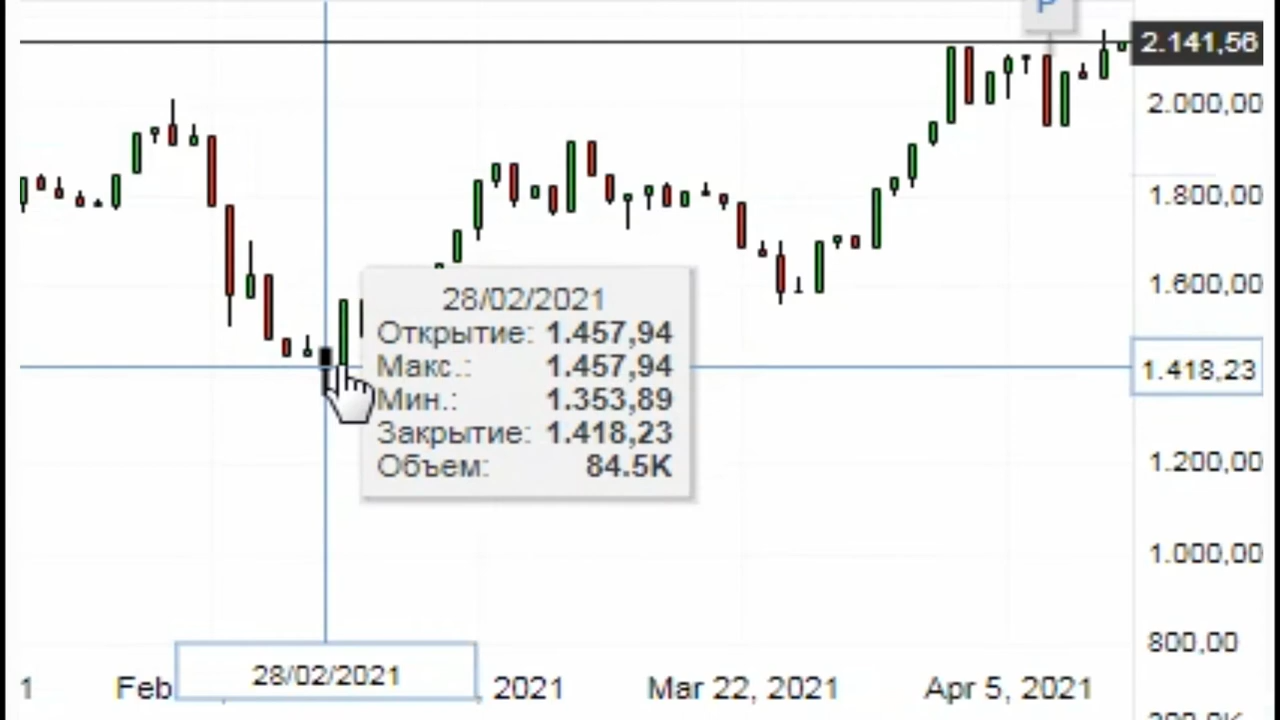 P
2.141,56
2.000,00
1.800,00
28/02/2021
Открытие: 1.457,94
Макс.: 1.457,94
Мин.: 1.353,89
Закрытие: 1.418,23
Объем: 84.5K
1.600,00
1.418,23
1.200,00
1.000,00
800,00
1 Feb 28/02/2021 , 2021 Mar 22, 2021 Apr 5, 2021